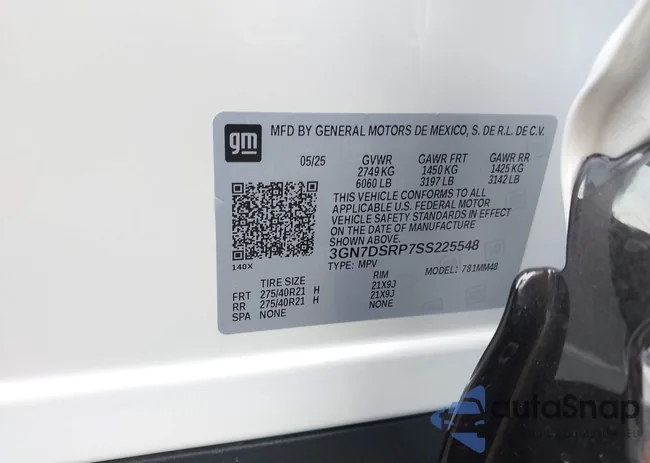 gm
MFD BY GENERAL MOTORS DE MEXICO, S. DE R.L. DE C.V.
05/25 GVWR GAWR FRT GAWR RR
2749 KG 1450 KG 1425 KG
6060 LB 3197 LB 3142 LB
THIS VEHICLE CONFORMS TO ALL
APPLICABLE U.S. FEDERAL MOTOR
VEHICLE SAFETY STANDARDS IN EFFECT
ON THE DATE OF MANUFACTURE
SHOWN ABOVE.
3GN7DSRP7SS225548
140X TYPE: MPV MODEL: 781MM48
TIRE SIZE RIM
FRT 275/40R21 H 21X9J
RR 275/40R21 H 21X9J
SPA NONE NONE
autoSnap